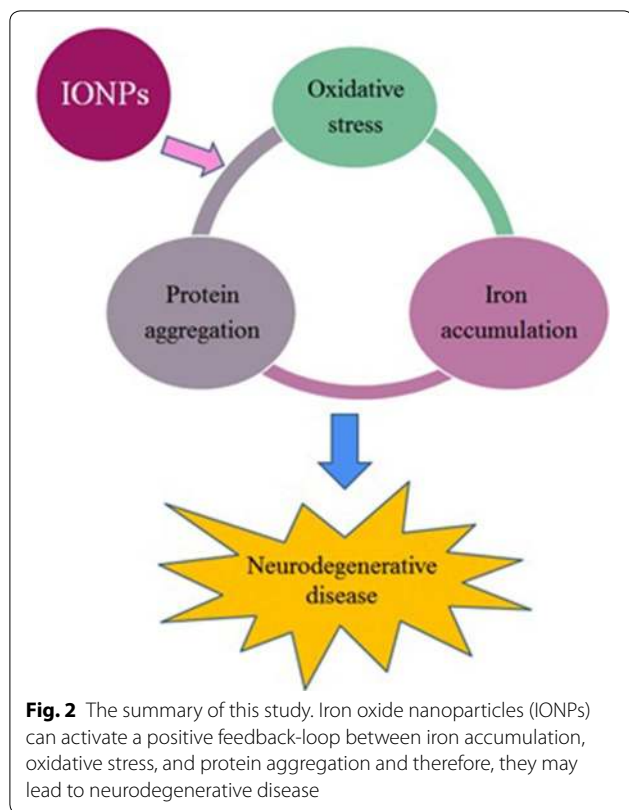 IONPs
Oxidative
stress
Protein
aggregation
Iron
accumulation
Neurodegenerative
disease
Fig. 2 The summary of this study. Iron oxide nanoparticles (IONPs)
can activate a positive feedback-loop between iron accumulation,
oxidative stress, and protein aggregation and therefore, they may
lead to neurodegenerative disease